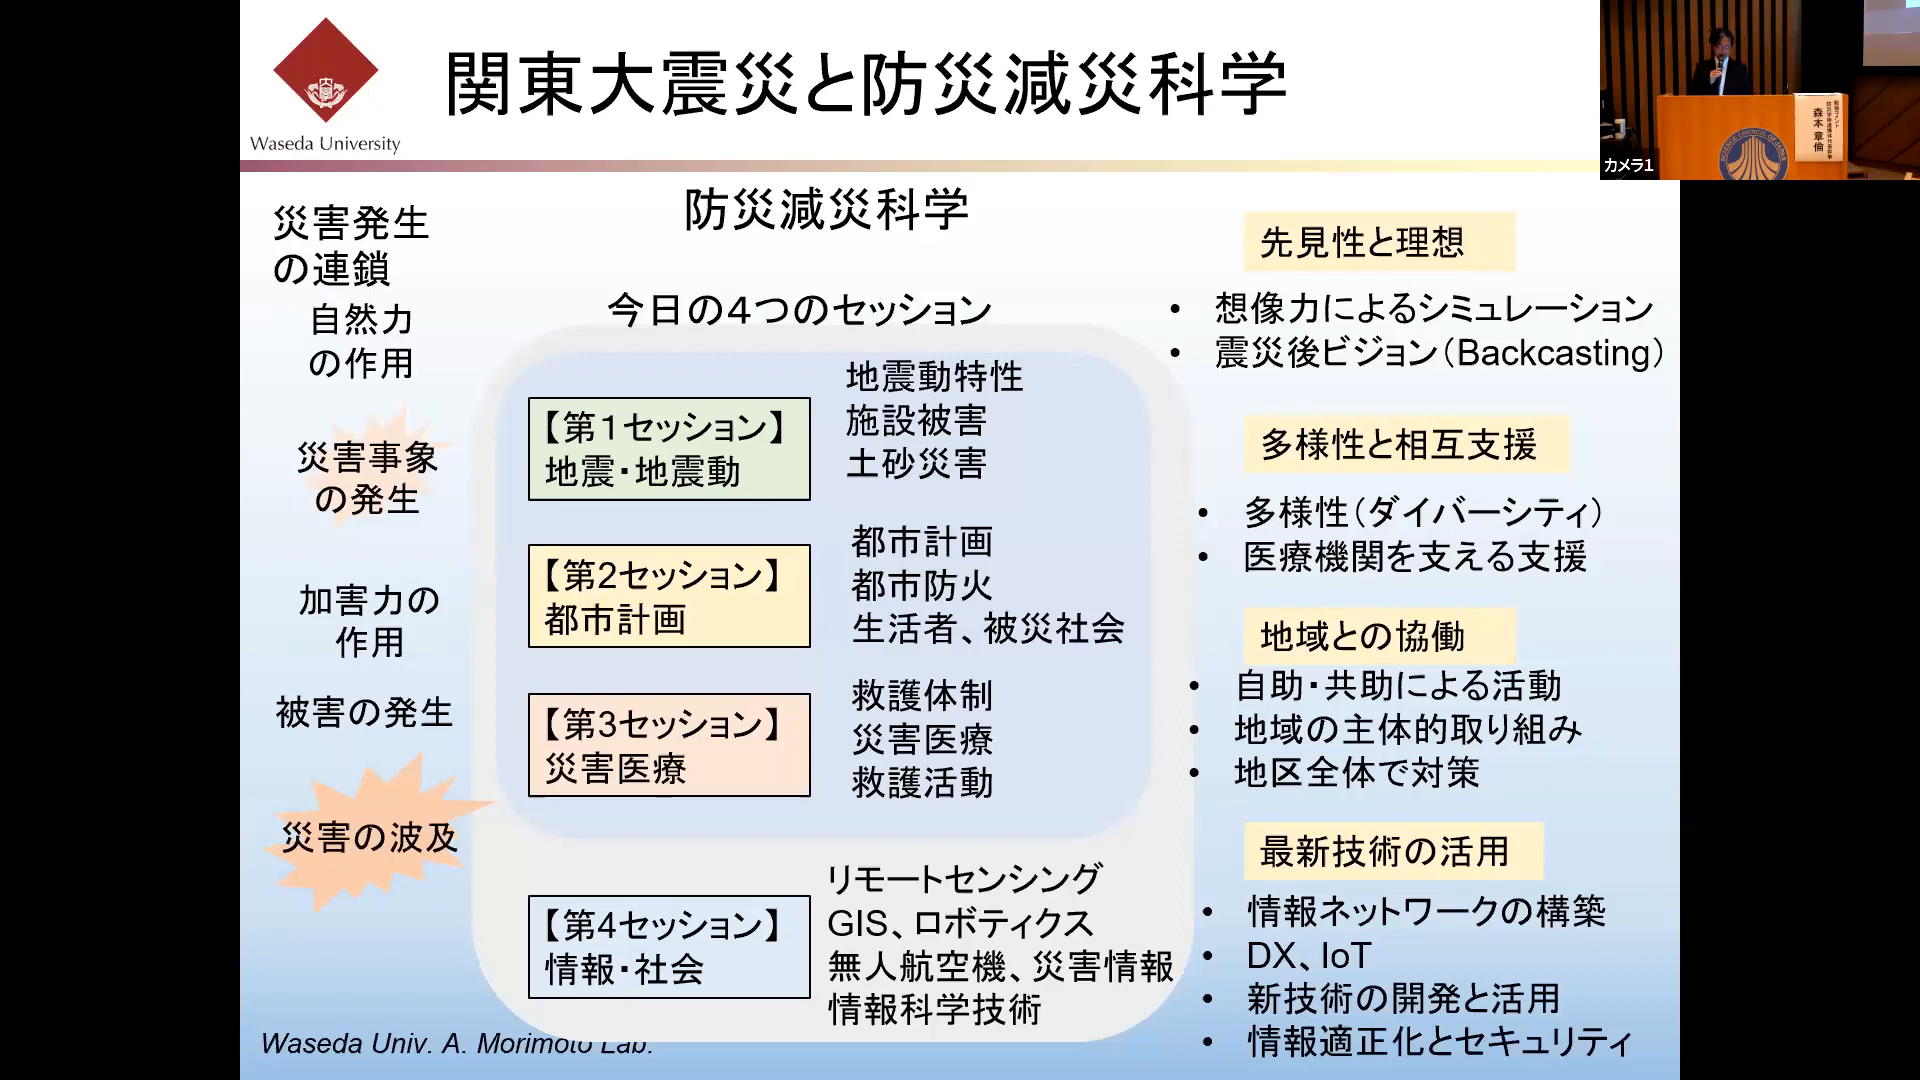 Waseda University
関東大震災と防災減災科学
カメラ1
SCIENCE COUNCIL OF JAPAN
森本 章倫
災害発生
の連鎖
自然力
の作用
災害事象
の発生
加害力の
作用
被害の発生
災害の波及
防災減災科学
今日の4つのセッション
【第1セッション】
地震・地震動
地震動特性
施設被害
土砂災害
【第2セッション】
都市計画
都市計画
都市防火
生活者、被災社会
【第3セッション】
災害医療
救護体制
災害医療
救護活動
【第4セッション】
情報・社会
リモートセンシング
GIS、ロボティクス
無人航空機、災害情報
情報科学技術
先見性と理想
• 想像力によるシミュレーション
• 震災後ビジョン（Backcasting）
多様性と相互支援
• 多様性（ダイバーシティ）
• 医療機関を支える支援
地域との協働
• 自助・共助による活動
• 地域の主体的取り組み
• 地区全体で対策
最新技術の活用
• 情報ネットワークの構築
• DX、IoT
• 新技術の開発と活用
• 情報適正化とセキュリティ
Waseda Univ. A. Morimoto Lab.